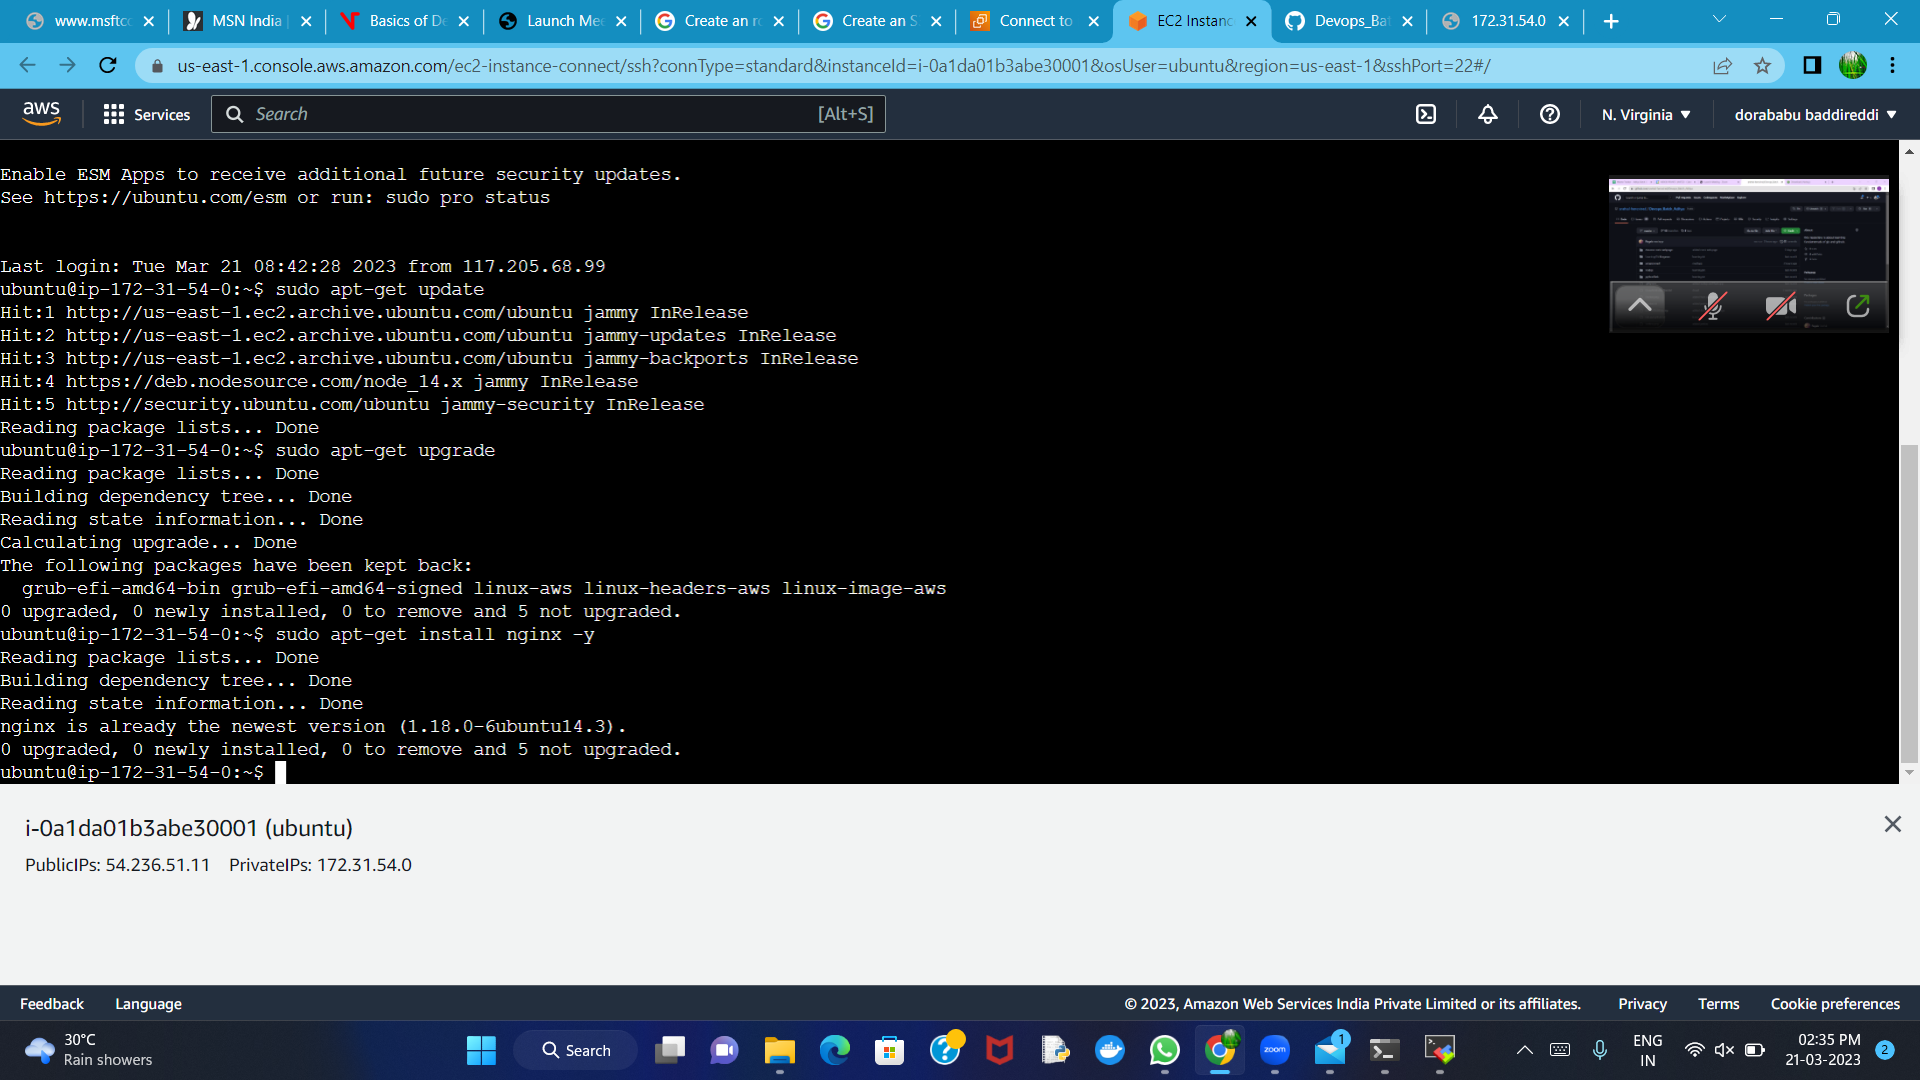 www.msftcc
MSN India |
Basics of De
Launch Mee
Create an ro
Create an S
Connect to
EC2 Instanc
Devops_Bat
172.31.54.0
us-east-1.console.aws.amazon.com/ec2-instance-connect/ssh?connType=standard&instanceId=i-0a1da01b3abe30001&osUser=ubuntu&region=us-east-1&sshPort=22#/
aws
Services
Search
[Alt+S]
N. Virginia
dorababu baddireddi
Enable ESM Apps to receive additional future security updates.
See https://ubuntu.com/esm or run: sudo pro status
Last login: Tue Mar 21 08:42:28 2023 from 117.205.68.99
ubuntu@ip-172-31-54-0:~$ sudo apt-get update
Hit:1 http://us-east-1.ec2.archive.ubuntu.com/ubuntu jammy InRelease
Hit:2 http://us-east-1.ec2.archive.ubuntu.com/ubuntu jammy-updates InRelease
Hit:3 http://us-east-1.ec2.archive.ubuntu.com/ubuntu jammy-backports InRelease
Hit:4 https://deb.nodesource.com/node_14.x jammy InRelease
Hit:5 http://security.ubuntu.com/ubuntu jammy-security InRelease
Reading package lists... Done
ubuntu@ip-172-31-54-0:~$ sudo apt-get upgrade
Reading package lists... Done
Building dependency tree... Done
Reading state information... Done
Calculating upgrade... Done
The following packages have been kept back:
  grub-efi-amd64-bin grub-efi-amd64-signed linux-aws linux-headers-aws linux-image-aws
0 upgraded, 0 newly installed, 0 to remove and 5 not upgraded.
ubuntu@ip-172-31-54-0:~$ sudo apt-get install nginx -y
Reading package lists... Done
Building dependency tree... Done
Reading state information... Done
nginx is already the newest version (1.18.0-6ubuntu14.3).
0 upgraded, 0 newly installed, 0 to remove and 5 not upgraded.
ubuntu@ip-172-31-54-0:~$
i-0a1da01b3abe30001 (ubuntu)
PublicIPs: 54.236.51.11 PrivateIPs: 172.31.54.0
Feedback
Language
© 2023, Amazon Web Services India Private Limited or its affiliates.
Privacy
Terms
Cookie preferences
30°C
Rain showers
Search
zoom
1
ENG
IN
02:35 PM
21-03-2023
2